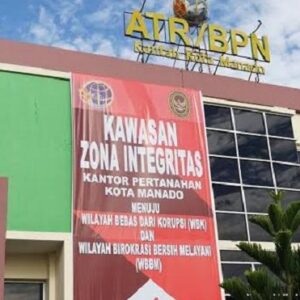 ATR/BPN
Kantah Kota Manado
KAWASAN
ZONA INTEGRITAS
KANTOR PERTANAHAN
KOTA MANADO
MENUJU
WILAYAH BEBAS DARI KORUPSI (WBK)
DAN
WILAYAH BIROKRASI BERSIH MELAYANI
(WBBM)